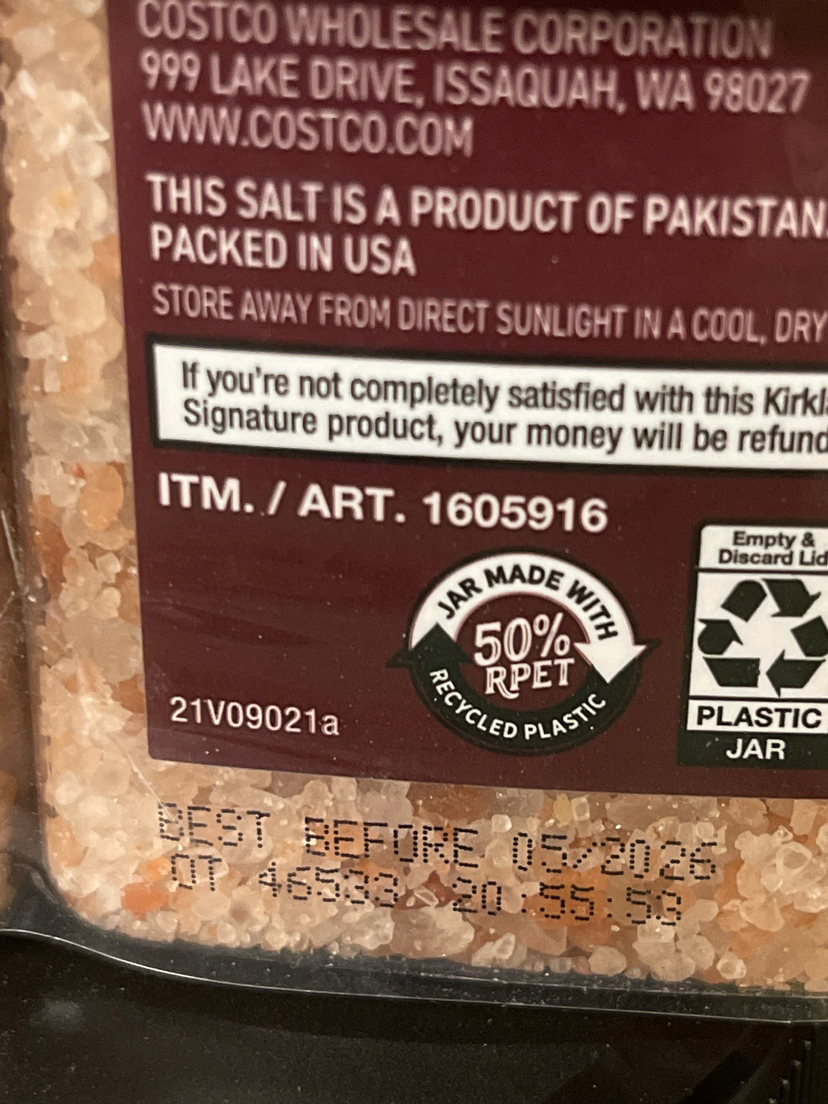 COSTCO WHOLESALE CORPORATION
999 LAKE DRIVE, ISSAQUAH, WA 98027
WWW.COSTCO.COM
THIS SALT IS A PRODUCT OF PAKISTAN.
PACKED IN USA
STORE AWAY FROM DIRECT SUNLIGHT IN A COOL, DRY
If you're not completely satisfied with this Kirkl
Signature product, your money will be refund
ITM. / ART. 1605916
JAR MADE WITH
50%
RPET
RECYCLED PLASTIC
Empty &
Discard Lid
PLASTIC
JAR
21V09021a
BEST BEFORE 05/2026
OT 46533 20:55:53